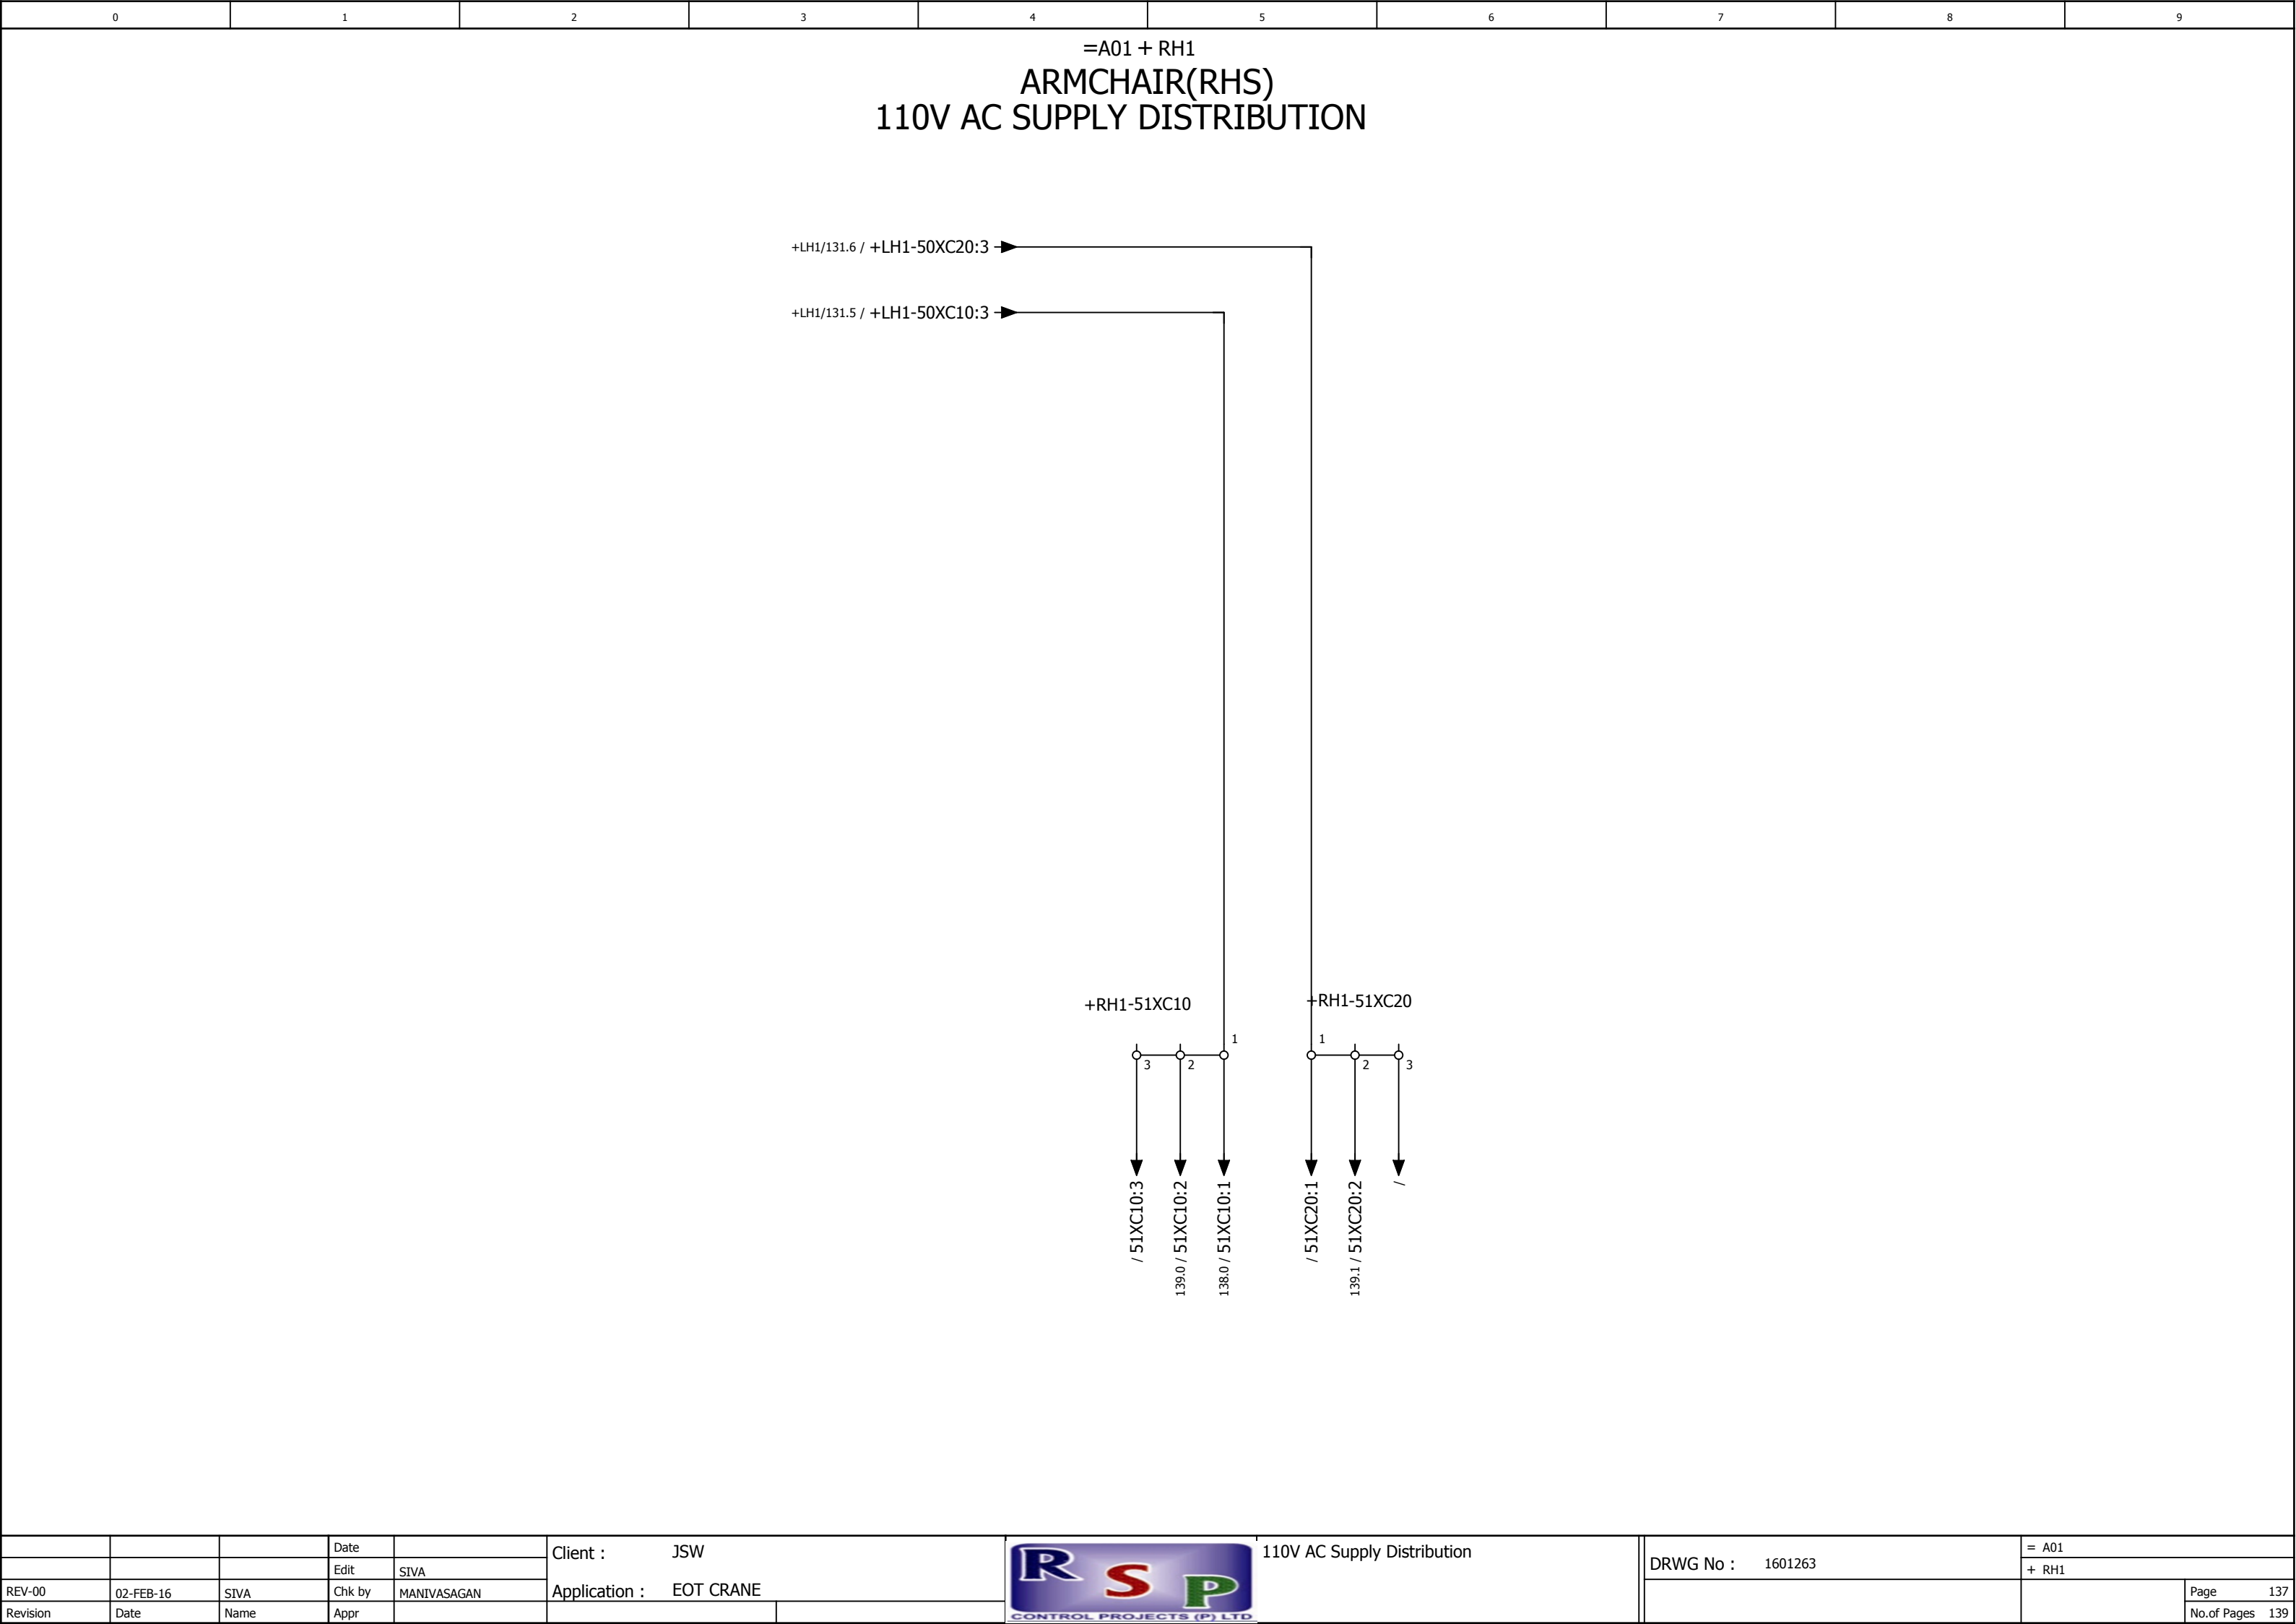 0 1 2 3 4 5 6 7 8 9
=A01 + RH1
ARMCHAIR(RHS)
110V AC SUPPLY DISTRIBUTION
+LH1/131.6 / +LH1-50XC20:3
+LH1/131.5 / +LH1-50XC10:3
+RH1-51XC10
+RH1-51XC20
3 2 1
1 2 3
/ 51XC10:3
139.0 / 51XC10:2
138.0 / 51XC10:1
/ 51XC20:1
139.1 / 51XC20:2
/
Date
Edit SIVA
REV-00 02-FEB-16 SIVA Chk by MANIVASAGAN
Revision Date Name Appr
Client : JSW
Application : EOT CRANE
R S P
CONTROL PROJECTS (P) LTD
110V AC Supply Distribution
DRWG No : 1601263
= A01
+ RH1
Page 137
No.of Pages 139